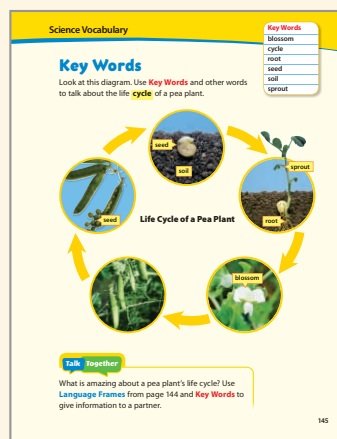 Science Vocabulary
Key Words
blossom
cycle
root
seed
soil
sprout
Key Words
Look at this diagram. Use Key Words and other words
to talk about the life cycle of a pea plant.
seed
soil
sprout
seed
Life Cycle of a Pea Plant
root
blossom
Talk Together
What is amazing about a pea plant's life cycle? Use
Language Frames from page 144 and Key Words to
give information to a partner.
145